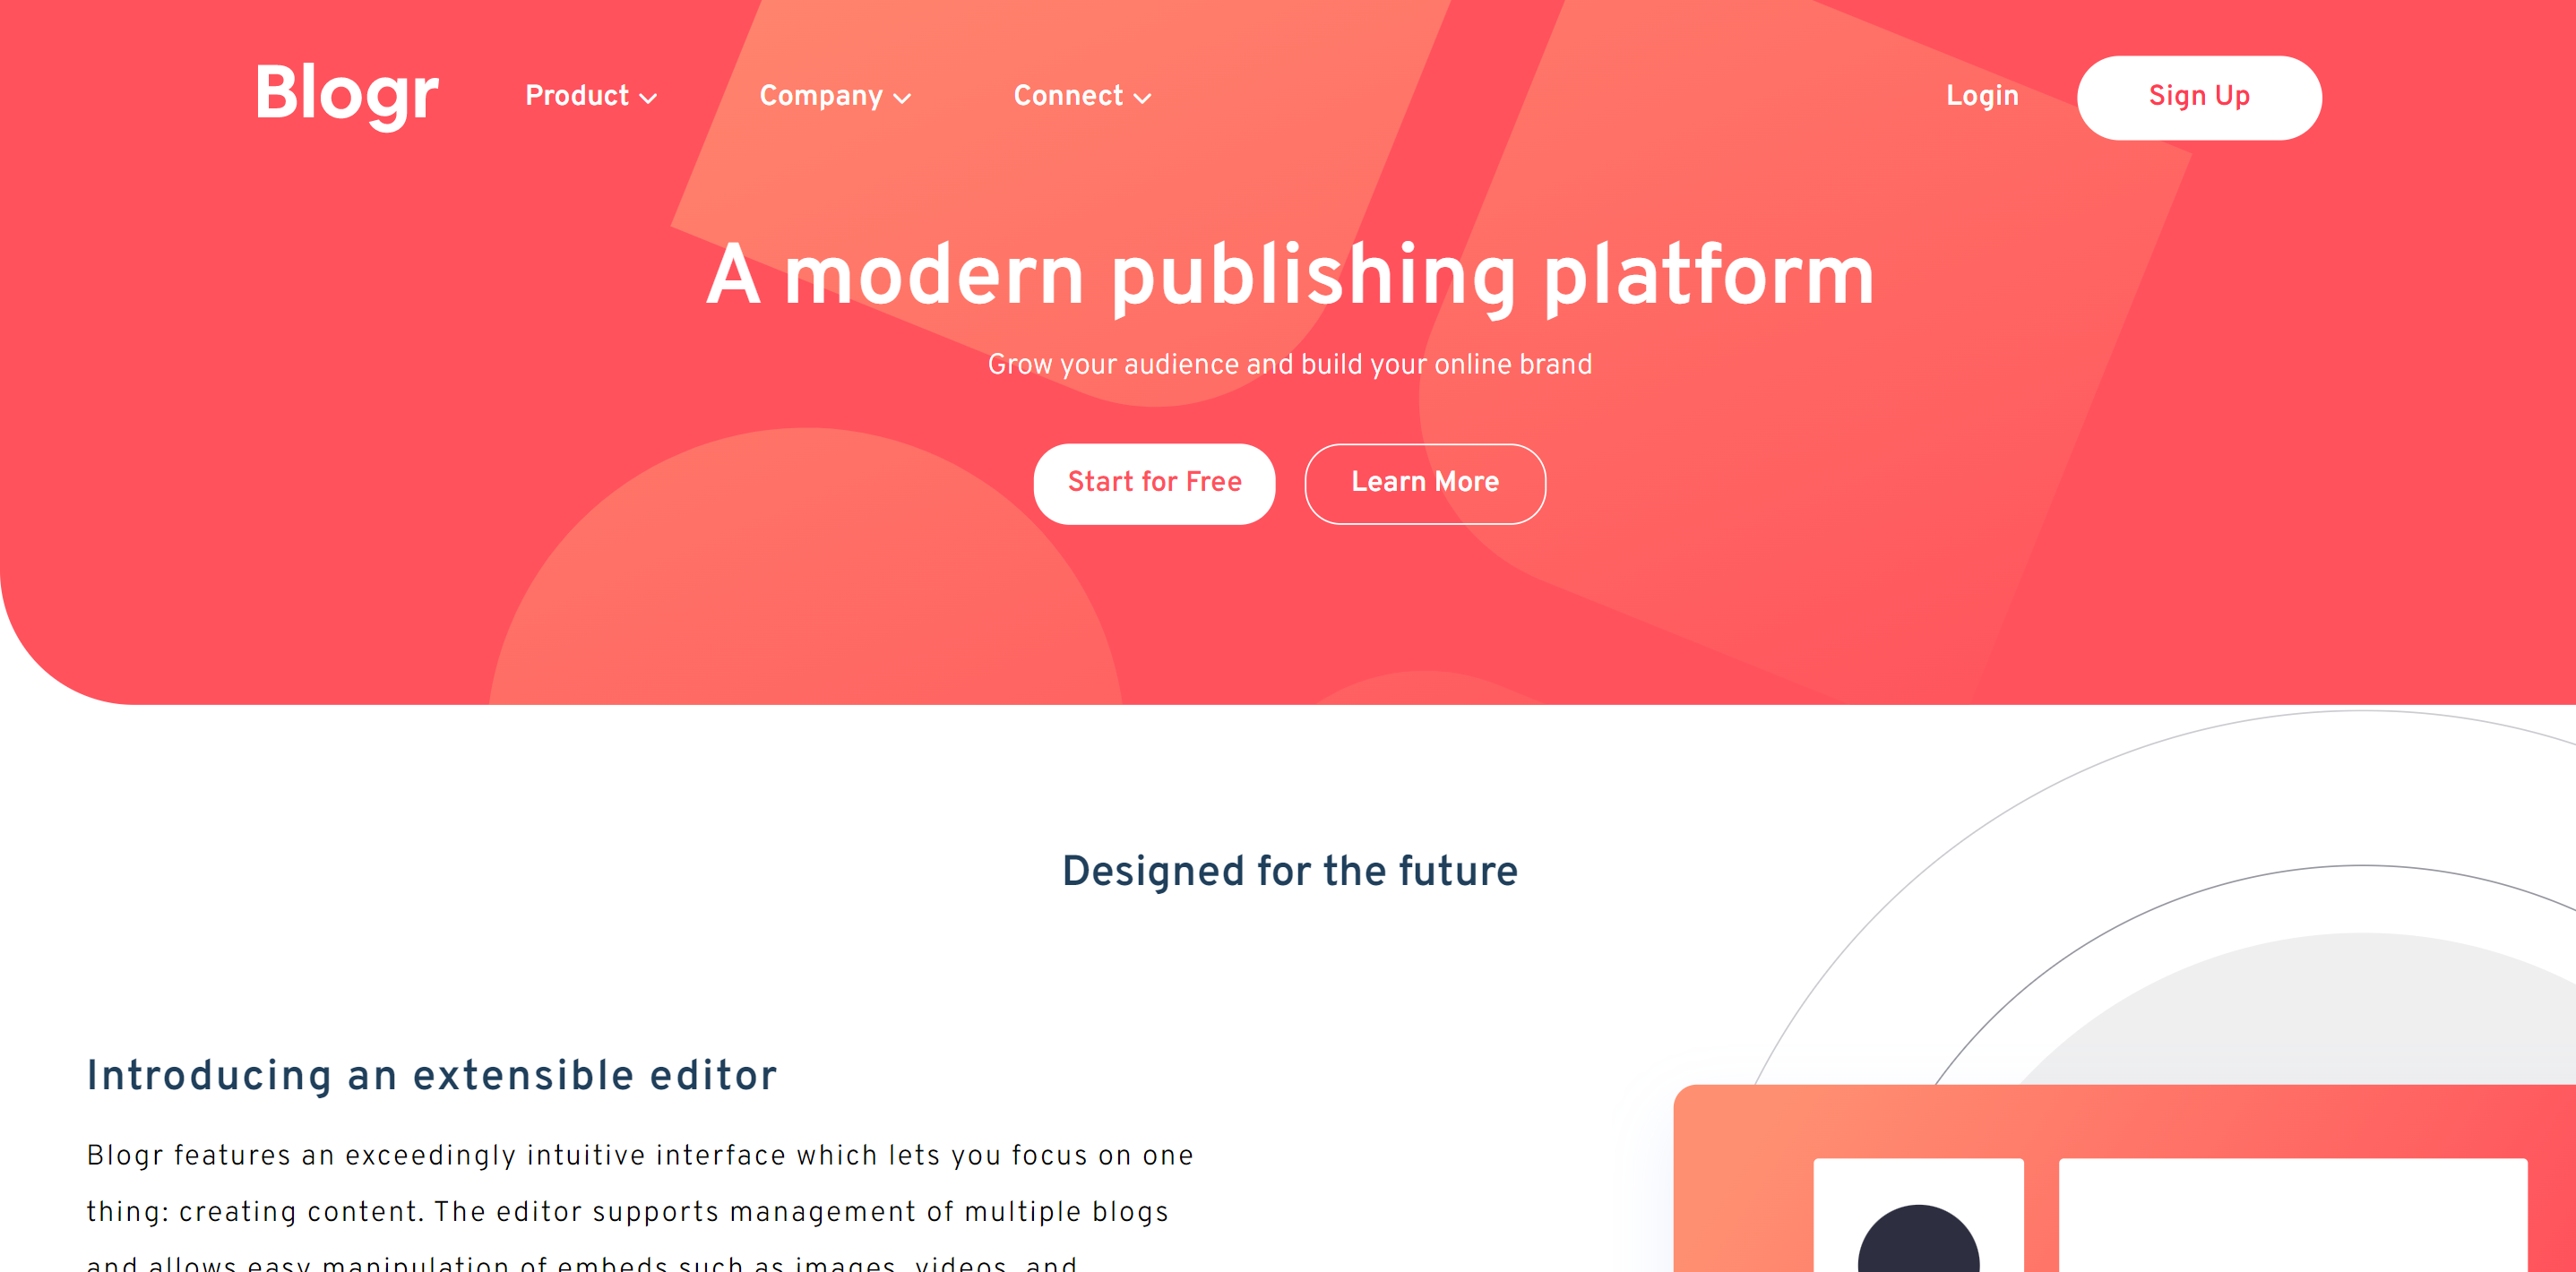 Blogr
Product
Company
Connect
Login
Sign Up
A modern publishing platform
Grow your audience and build your online brand
Start for Free
Learn More
Designed for the future
Introducing an extensible editor
Blogr features an exceedingly intuitive interface which lets you focus on one
thing: creating content. The editor supports management of multiple blogs
and allows easy manipulation of embeds such as images, videos, and